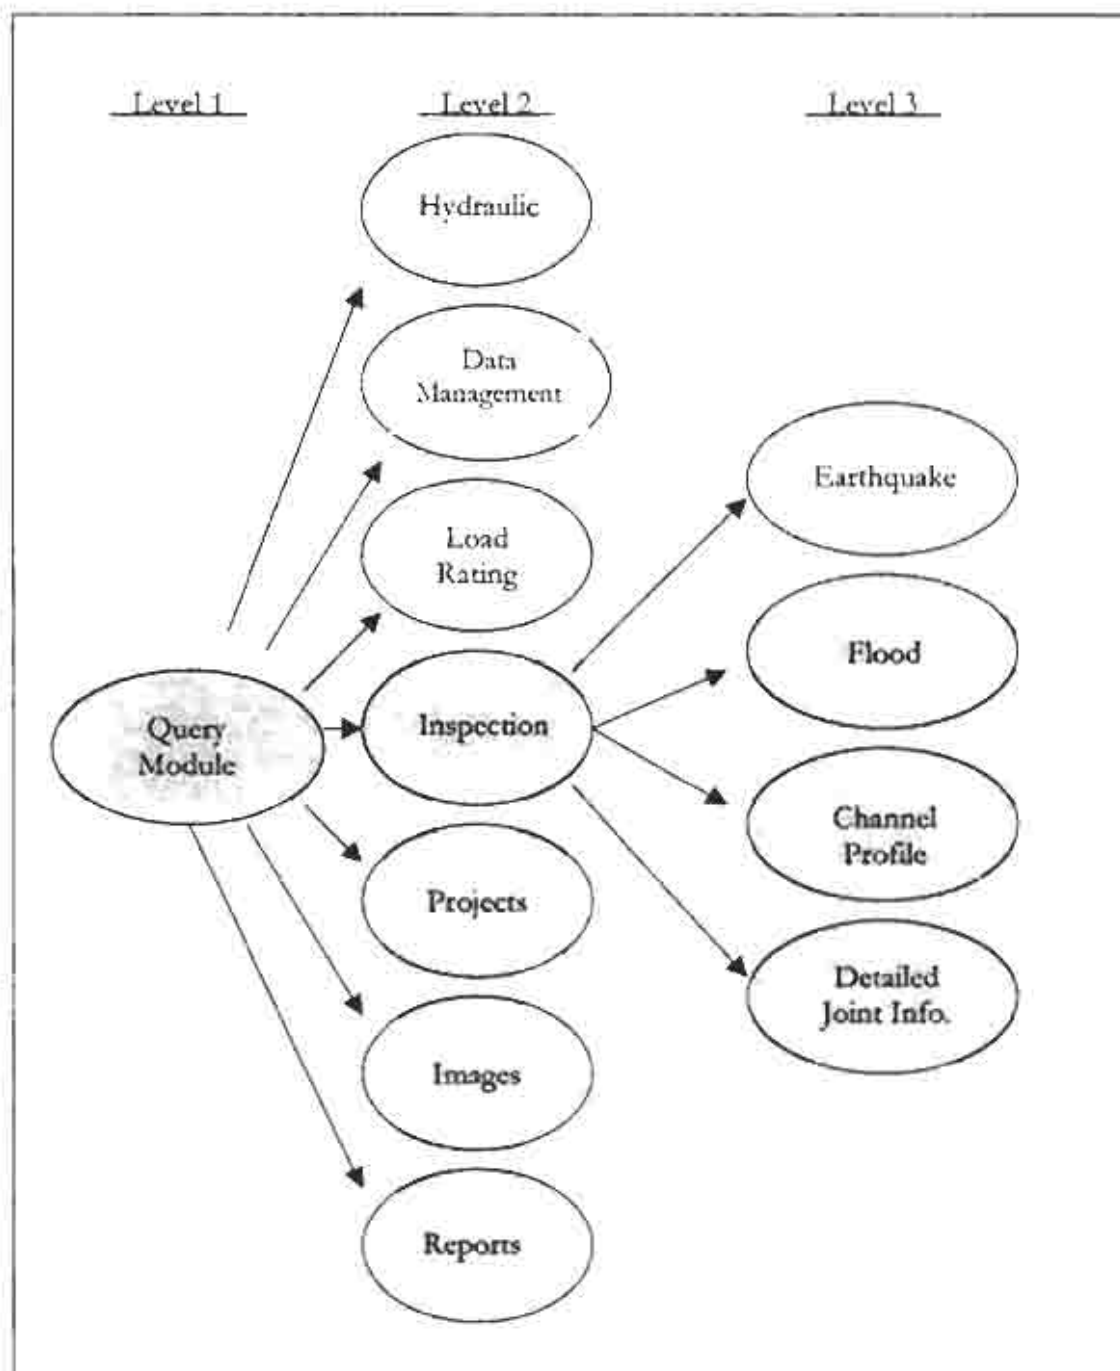 Level 1
Level 2
Level 3
Hydraulic
Data
Management
Load
Rating
Earthquake
Flood
Query
Module
Inspection
Channel
Profile
Projects
Detailed
Joint Info.
Images
Reports